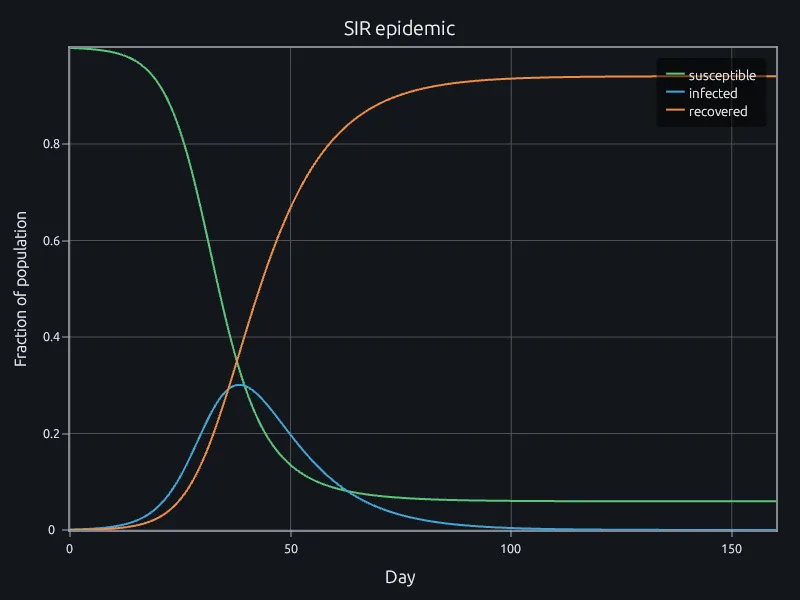 SIR epidemic
susceptible
infected
recovered
Fraction of population
0.8
0.6
0.4
0.2
0
0 50 100 150
Day